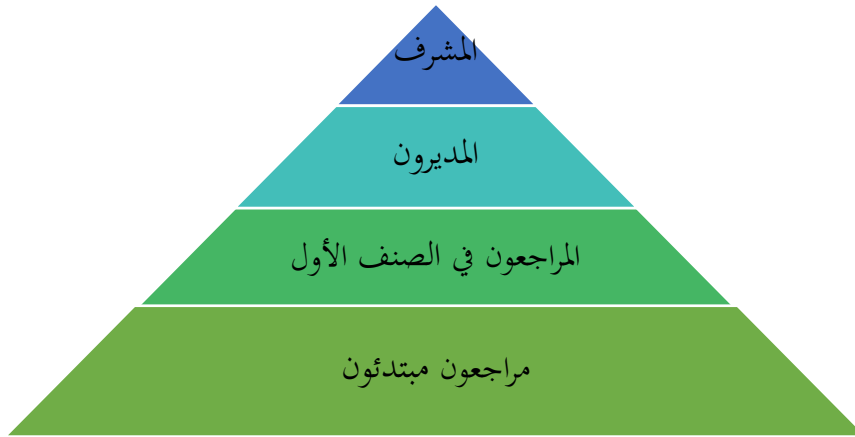 المشرف
المديرون
المراجعون في الصنف الأول
مراجعون مبتدئون